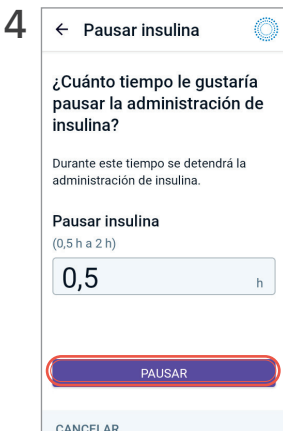 4
← Pausar insulina
¿Cuánto tiempo le gustaría
pausar la administración de
insulina?
Durante este tiempo se detendrá la
administración de insulina.
Pausar insulina
(0,5 h a 2 h)
0,5 h
PAUSAR
CANCELAR